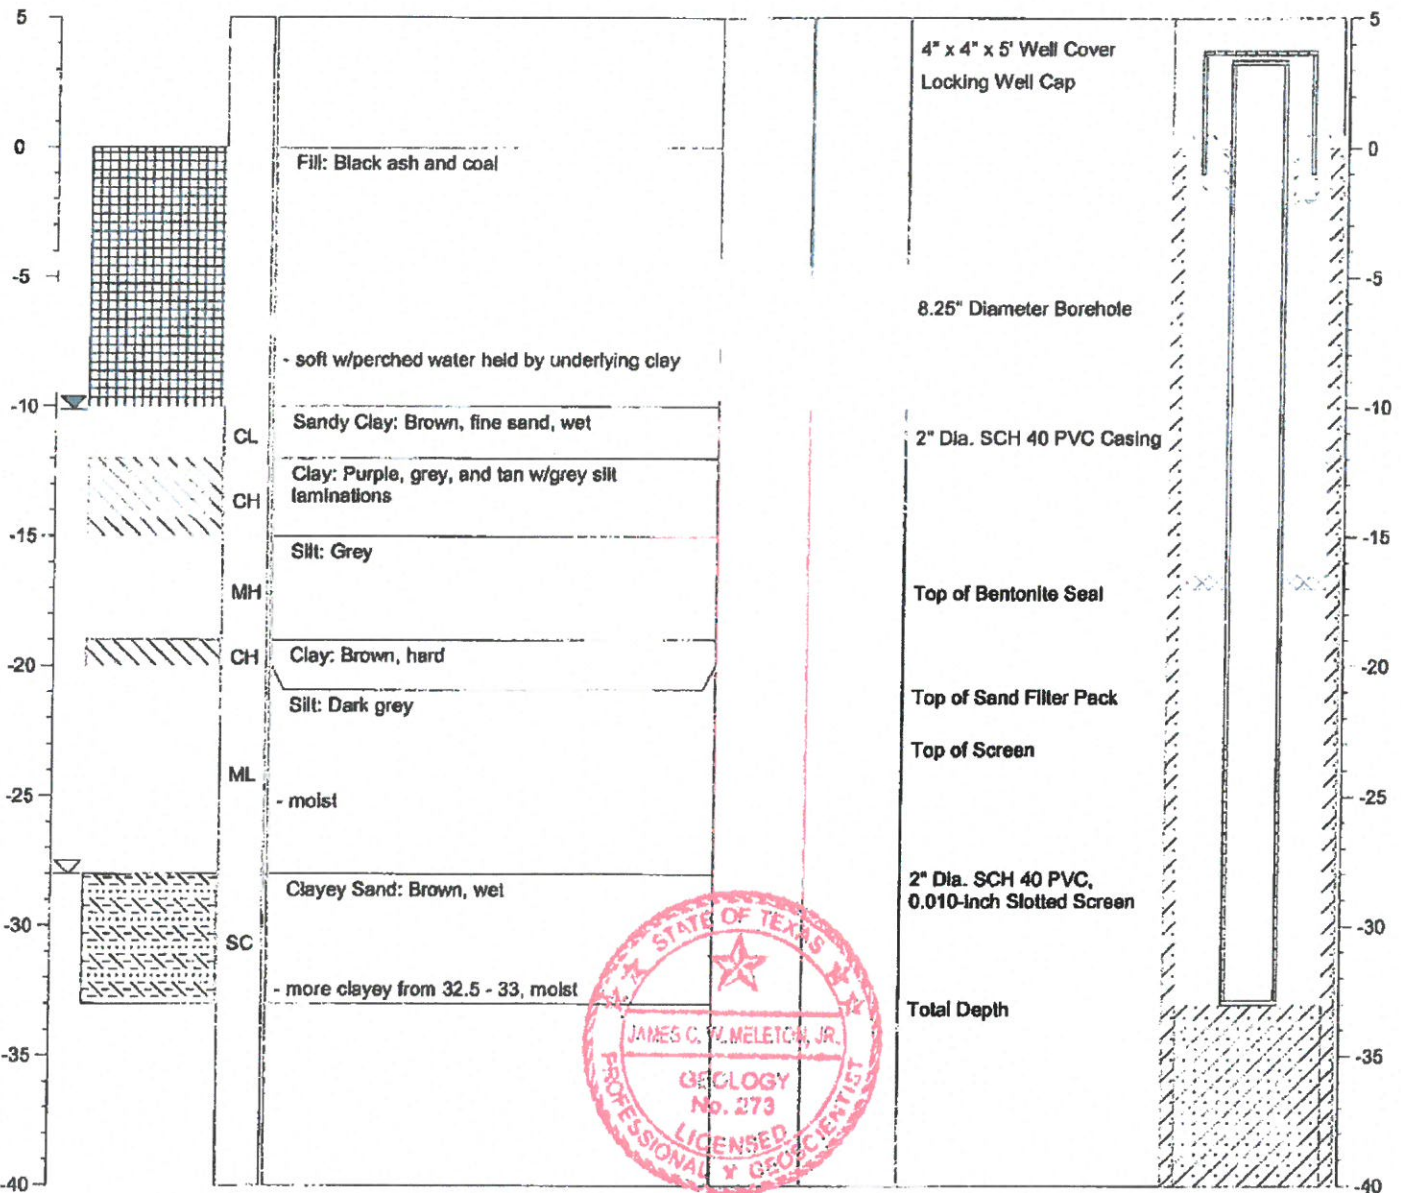 5
4" x 4" x 5' Well Cover
Locking Well Cap
5
0
Fill: Black ash and coal
0
-5
8.25" Diameter Borehole
-5
- soft w/perched water held by underlying clay
-10
CL
Sandy Clay: Brown, fine sand, wet
2" Dia. SCH 40 PVC Casing
-10
CH
Clay: Purple, grey, and tan w/grey silt
laminations
-15
Silt: Grey
-15
MH
Top of Bentonite Seal
CH
Clay: Brown, hard
-20
-20
Silt: Dark grey
Top of Sand Filter Pack
Top of Screen
ML
-25
- moist
-25
Clayey Sand: Brown, wet
2" Dia. SCH 40 PVC,
0.010-Inch Slotted Screen
-30
SC
-30
- more clayey from 32.5 - 33, moist
Total Depth
-35
-35
-40
-40
STATE OF TEXAS
JAMES C. W. MELETON, JR.
GEOLOGY
No. 273
LICENSED
PROFESSIONAL GEOSCIENTIST